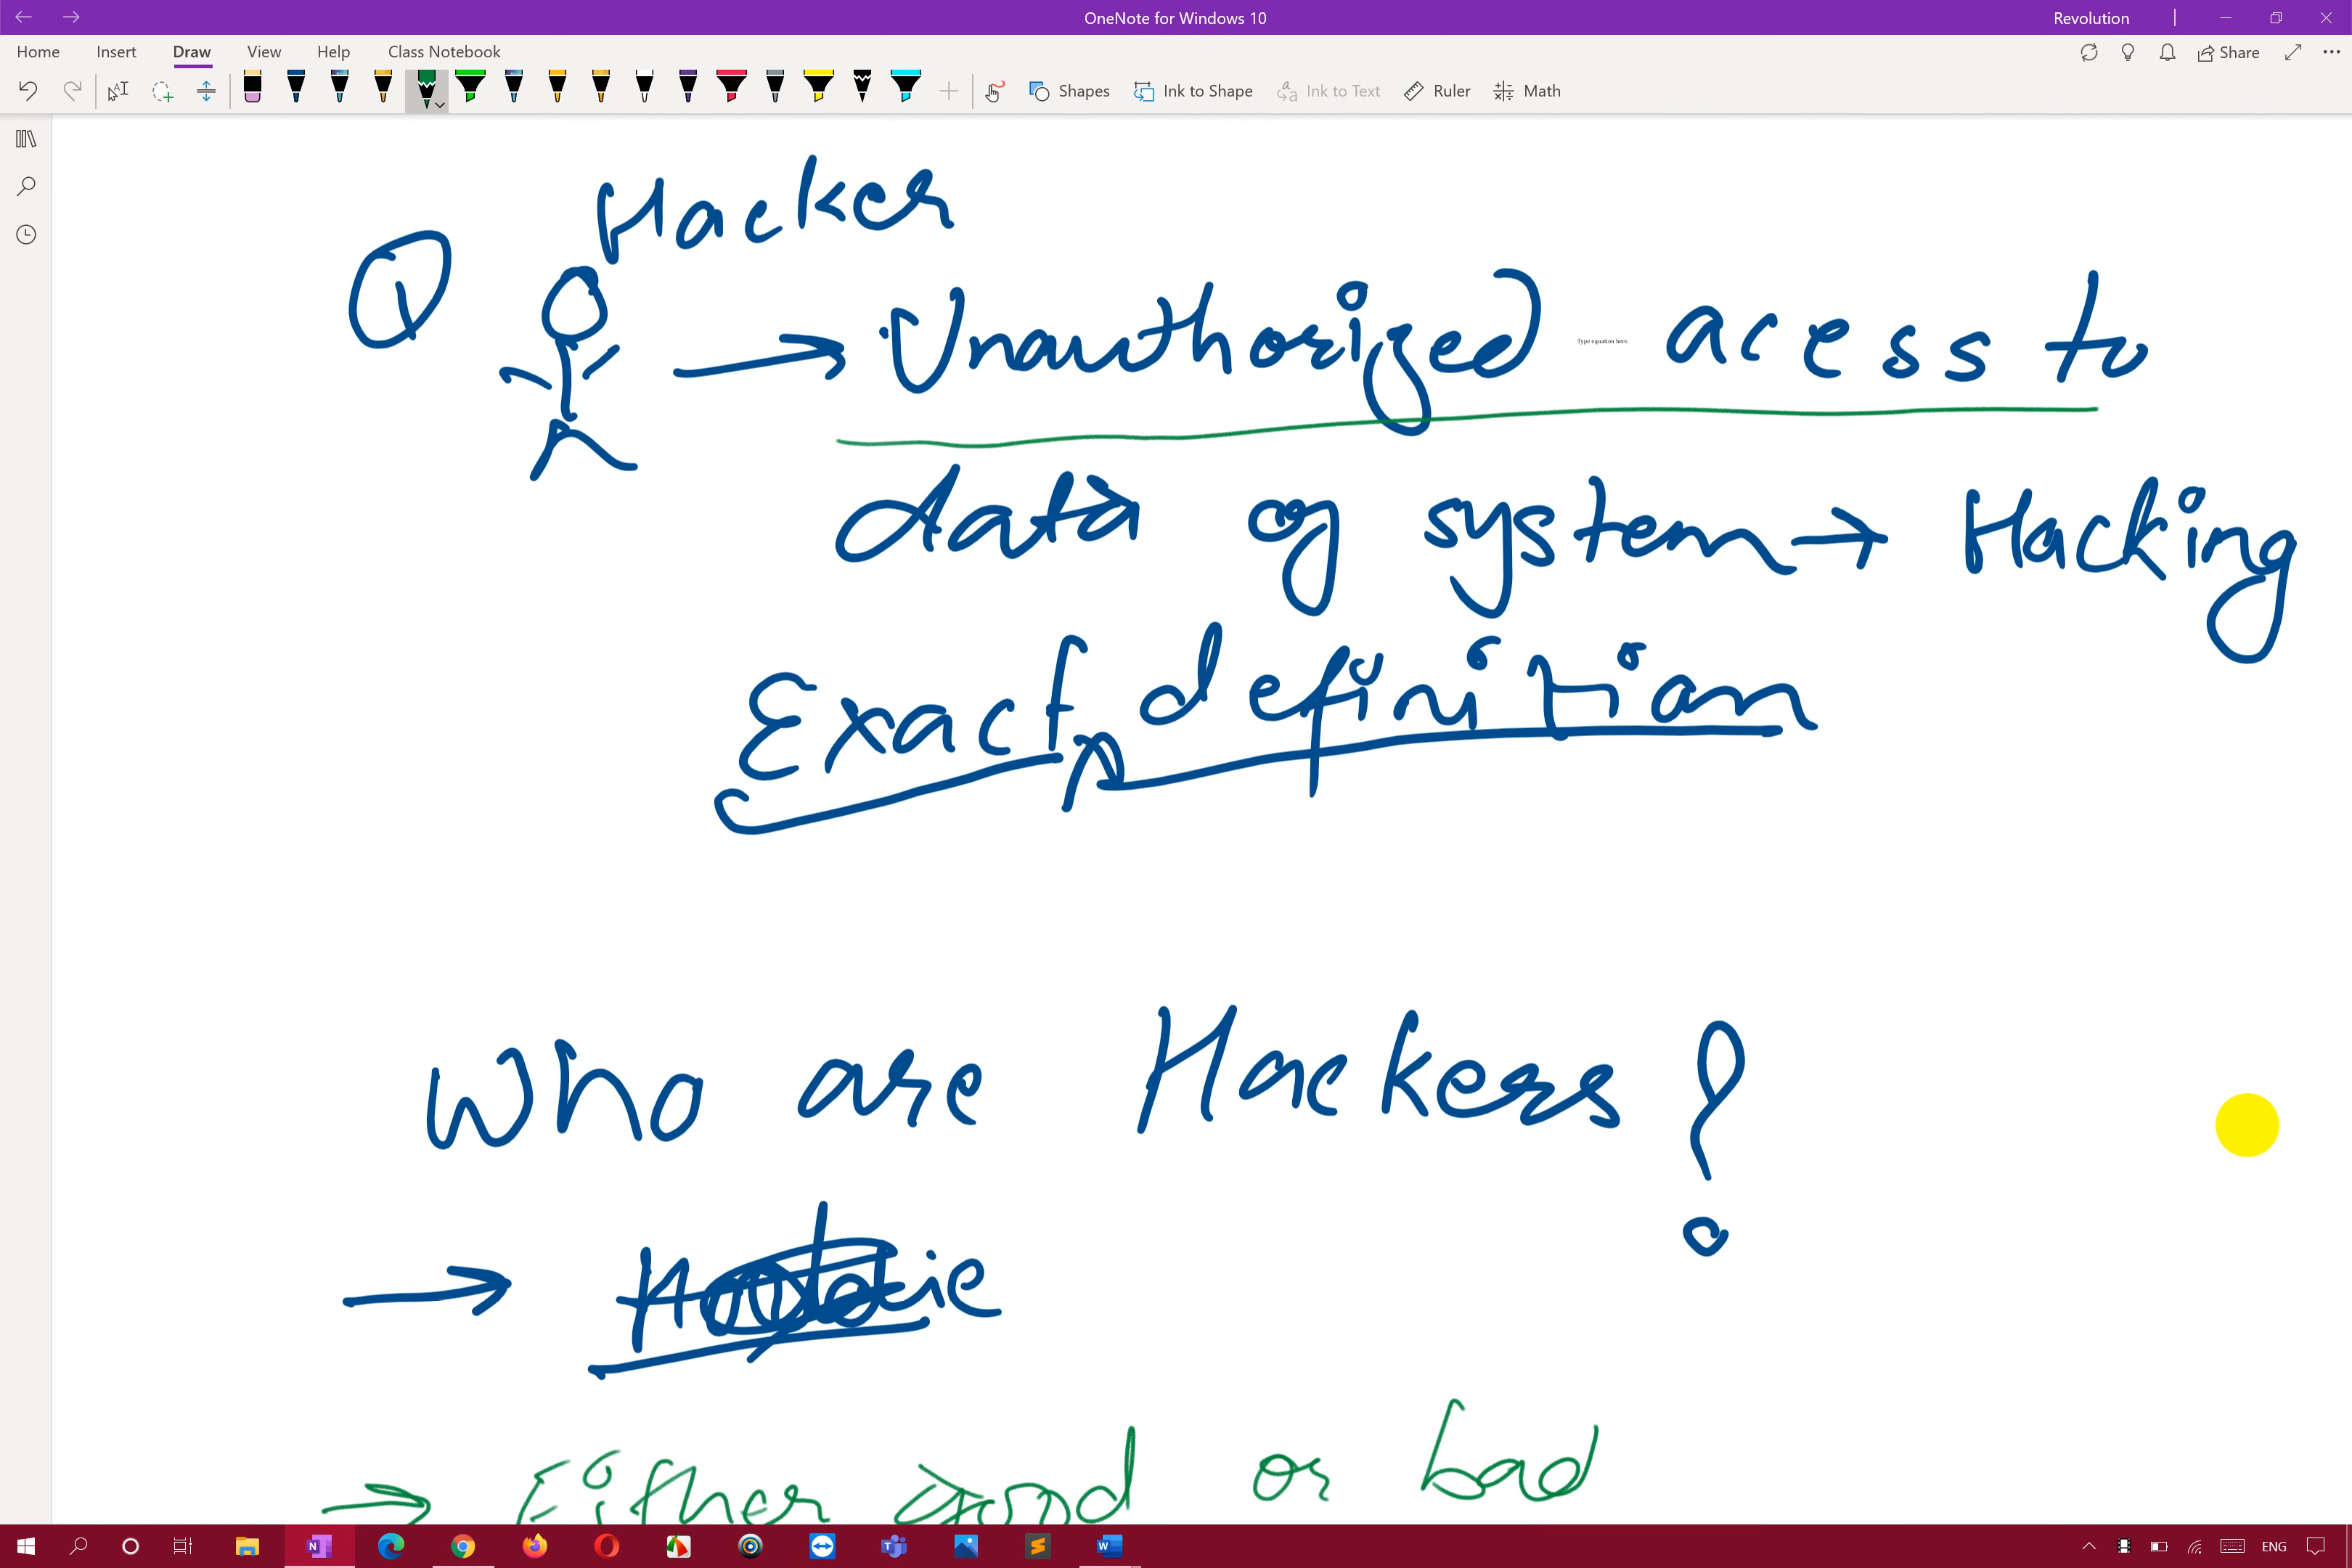 OneNote for Windows 10 Revolution
Home Insert Draw View Help Class Notebook Share
Shapes Ink to Shape Ink to Text Ruler Math
Hacker
Unauthorized acess to
Type equation here.
data of system → Hacking
Exact definition
Who are Hackers ?
→
→ Either good or bad
ENG